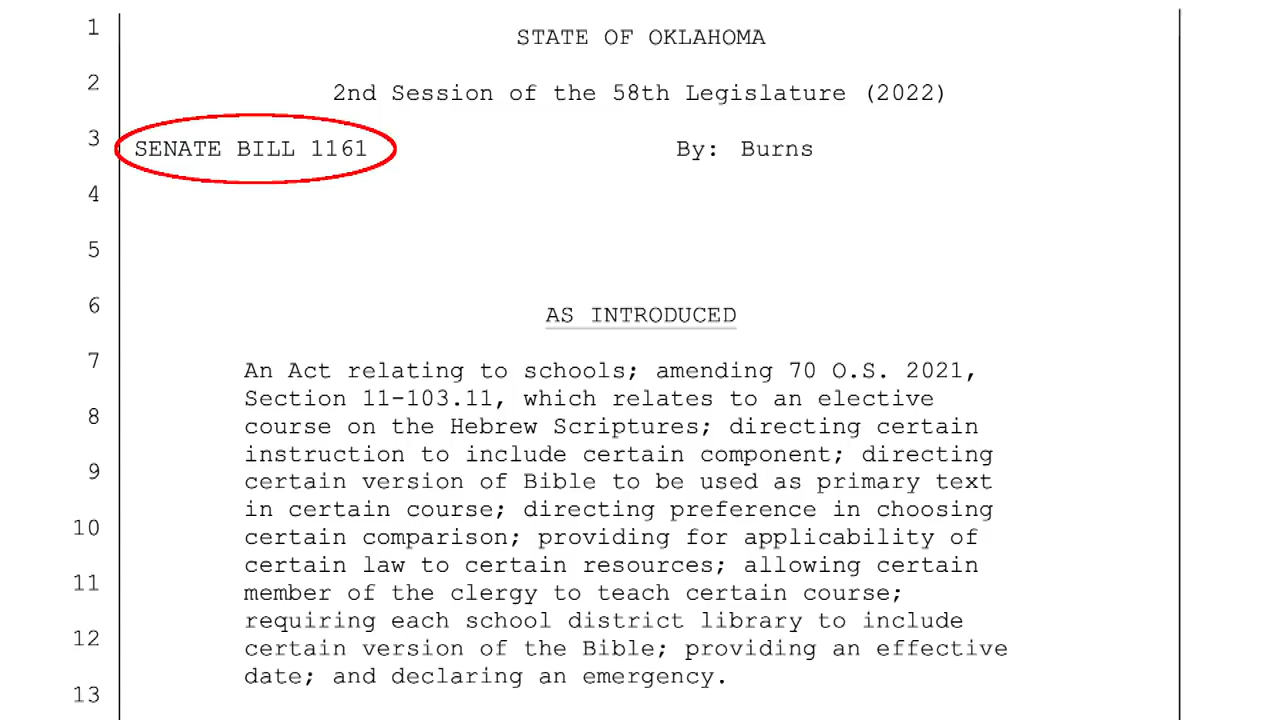 1 STATE OF OKLAHOMA
2 2nd Session of the 58th Legislature (2022)
3 SENATE BILL 1161 By: Burns
4
5
6 AS INTRODUCED
7 An Act relating to schools; amending 70 O.S. 2021,
Section 11-103.11, which relates to an elective
8 course on the Hebrew Scriptures; directing certain
instruction to include certain component; directing
9 certain version of Bible to be used as primary text
in certain course; directing preference in choosing
10 certain comparison; providing for applicability of
certain law to certain resources; allowing certain
11 member of the clergy to teach certain course;
requiring each school district library to include
12 certain version of the Bible; providing an effective
date; and declaring an emergency.
13